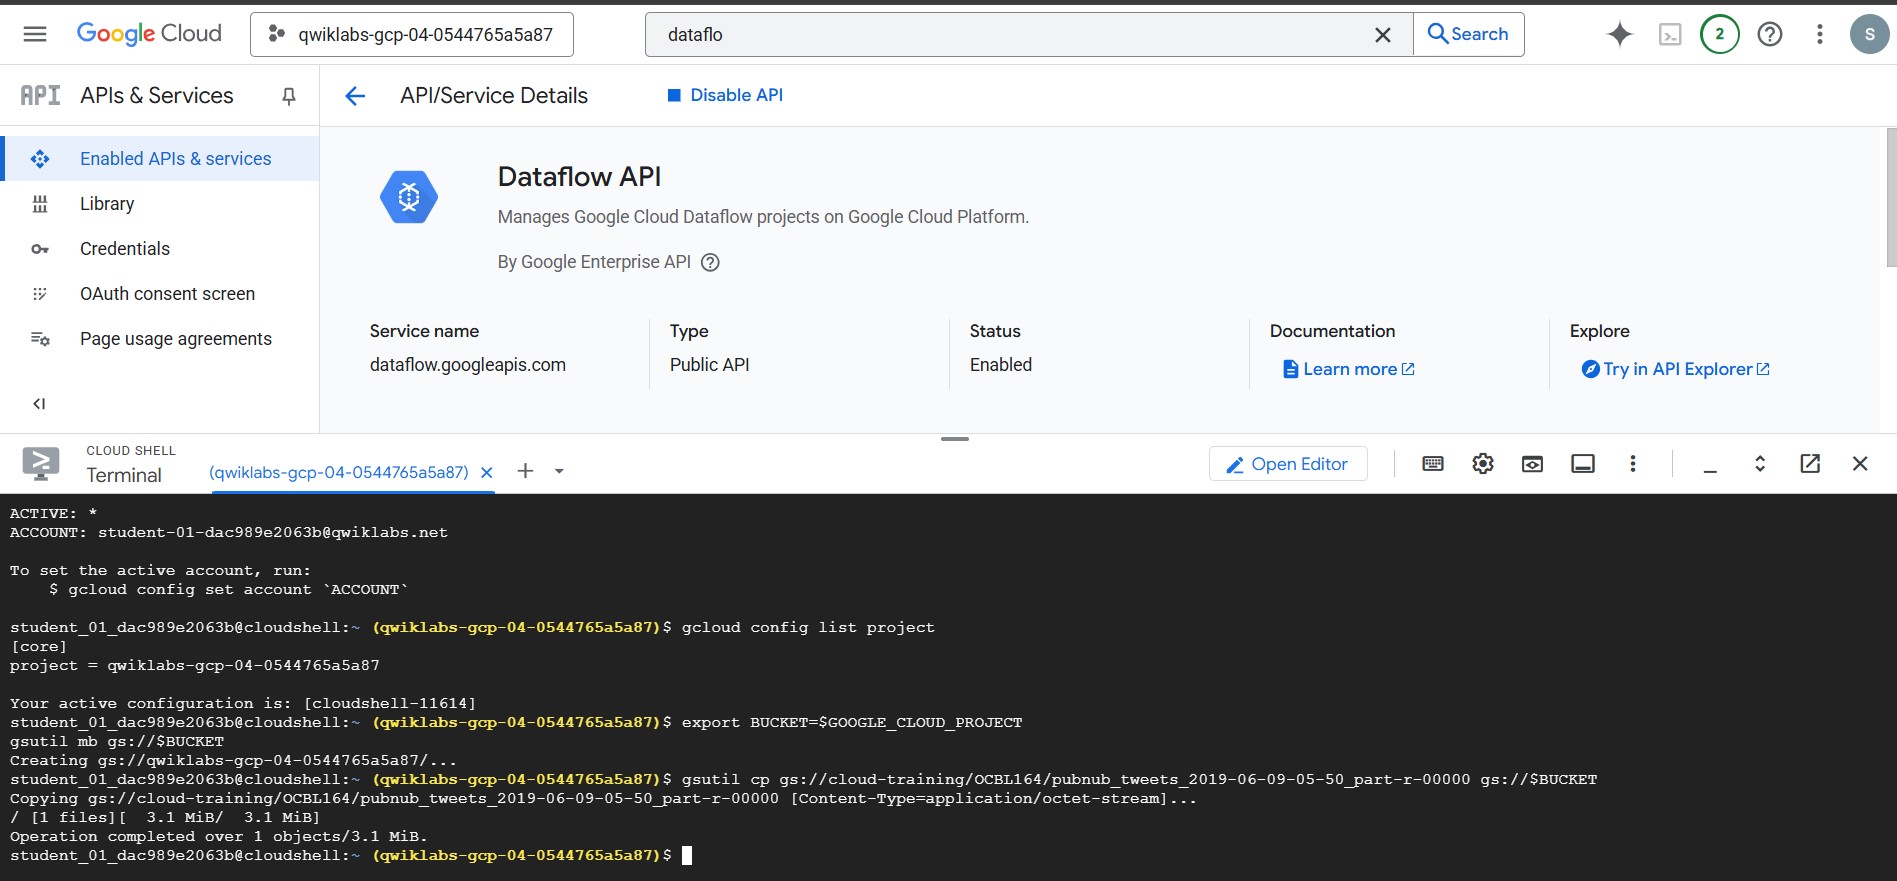 Google Cloud
qwiklabs-gcp-04-0544765a5a87
dataflo
Search
2
S
API
APIs & Services
API/Service Details
Disable API
Enabled APIs & services
Library
Credentials
OAuth consent screen
Page usage agreements
Dataflow API
Manages Google Cloud Dataflow projects on Google Cloud Platform.
By Google Enterprise API
Service name
dataflow.googleapis.com
Type
Public API
Status
Enabled
Documentation
Learn more
Explore
Try in API Explorer
CLOUD SHELL
Terminal
(qwiklabs-gcp-04-0544765a5a87)
Open Editor
ACTIVE: *
ACCOUNT: student-01-dac989e2063b@qwiklabs.net
To set the active account, run:
$ gcloud config set account `ACCOUNT`
student_01_dac989e2063b@cloudshell:~ (qwiklabs-gcp-04-0544765a5a87)$ gcloud config list project
[core]
project = qwiklabs-gcp-04-0544765a5a87
Your active configuration is: [cloudshell-11614]
student_01_dac989e2063b@cloudshell:~ (qwiklabs-gcp-04-0544765a5a87)$ export BUCKET=$GOOGLE_CLOUD_PROJECT
gsutil mb gs://$BUCKET
Creating gs://qwiklabs-gcp-04-0544765a5a87/...
student_01_dac989e2063b@cloudshell:~ (qwiklabs-gcp-04-0544765a5a87)$ gsutil cp gs://cloud-training/OCBL164/pubnub_tweets_2019-06-09-05-50_part-r-00000 gs://$BUCKET
Copying gs://cloud-training/OCBL164/pubnub_tweets_2019-06-09-05-50_part-r-00000 [Content-Type=application/octet-stream]...
/ [1 files][  3.1 MiB/  3.1 MiB]
Operation completed over 1 objects/3.1 MiB.
student_01_dac989e2063b@cloudshell:~ (qwiklabs-gcp-04-0544765a5a87)$